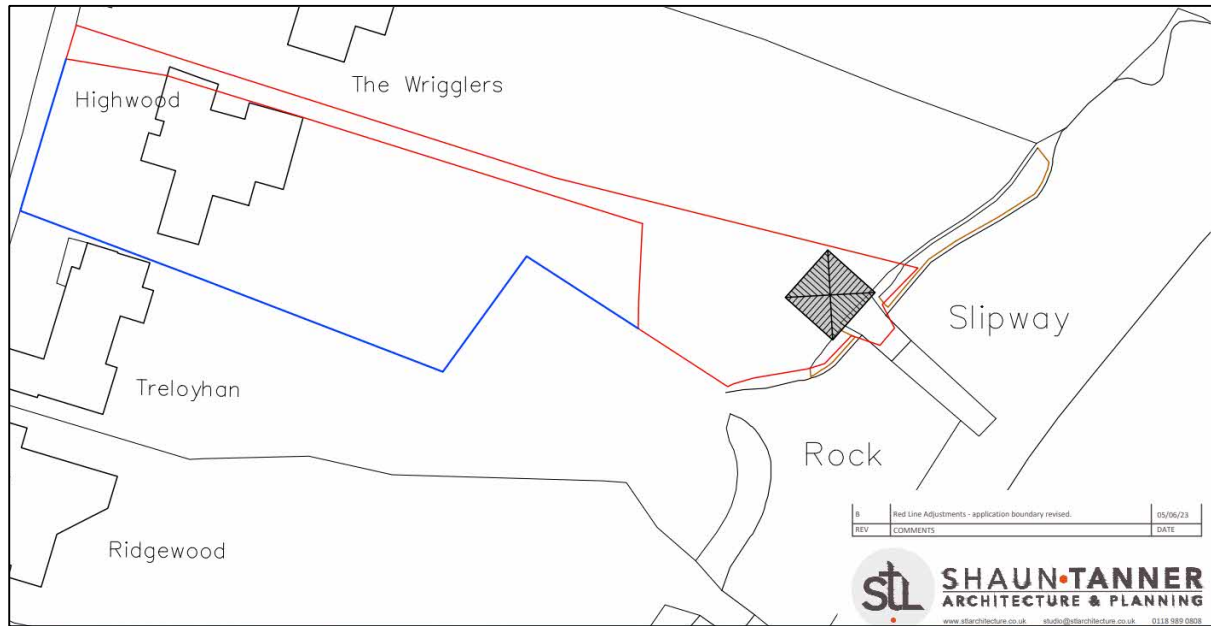 The Wrigglers
Highwood
Slipway
Treloyhan
Rock
Ridgewood
B Red Line Adjustments - application boundary revised. 05/06/23
REV COMMENTS DATE
STL SHAUN•TANNER
ARCHITECTURE & PLANNING
www.stlarchitecture.co.uk studio@stlarchitecture.co.uk 0118 989 0808